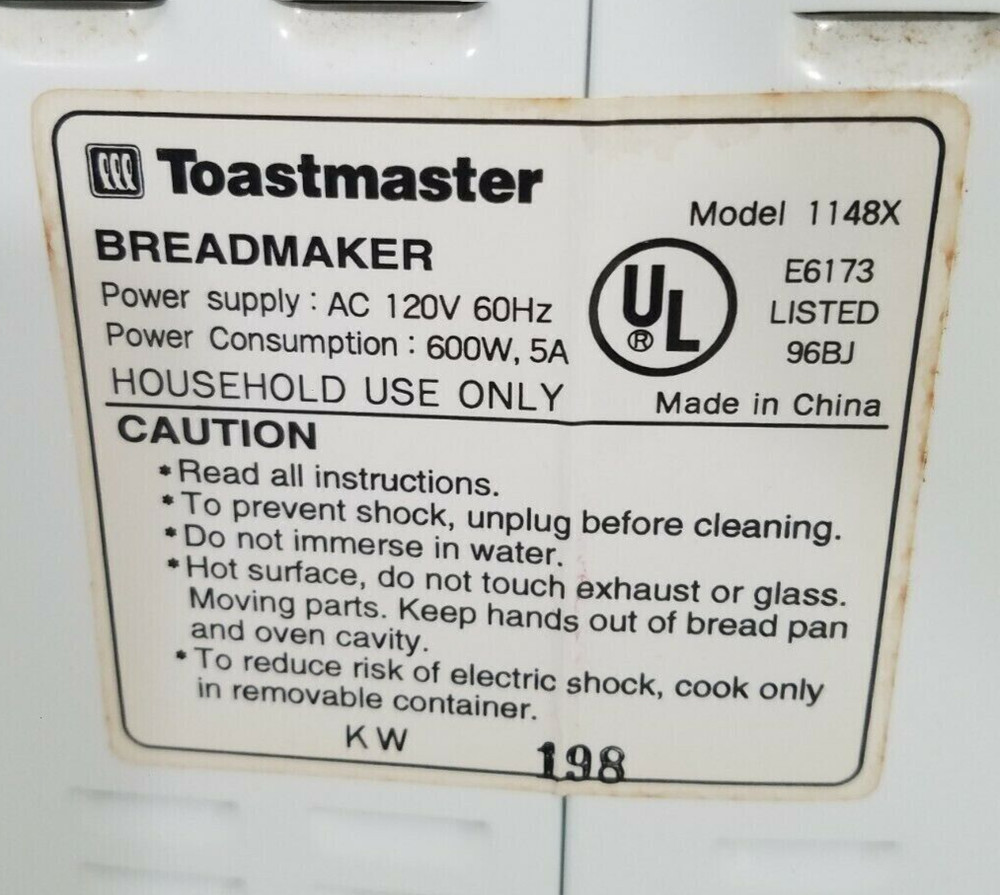 Toastmaster
Model 1148X
BREADMAKER
Power supply : AC 120V 60Hz
Power Consumption : 600W, 5A
HOUSEHOLD USE ONLY
UL
®
E6173
LISTED
96BJ
Made in China
CAUTION
*Read all instructions.
*To prevent shock, unplug before cleaning.
*Do not immerse in water.
*Hot surface, do not touch exhaust or glass.
Moving parts. Keep hands out of bread pan
and oven cavity.
*To reduce risk of electric shock, cook only
in removable container.
KW
198